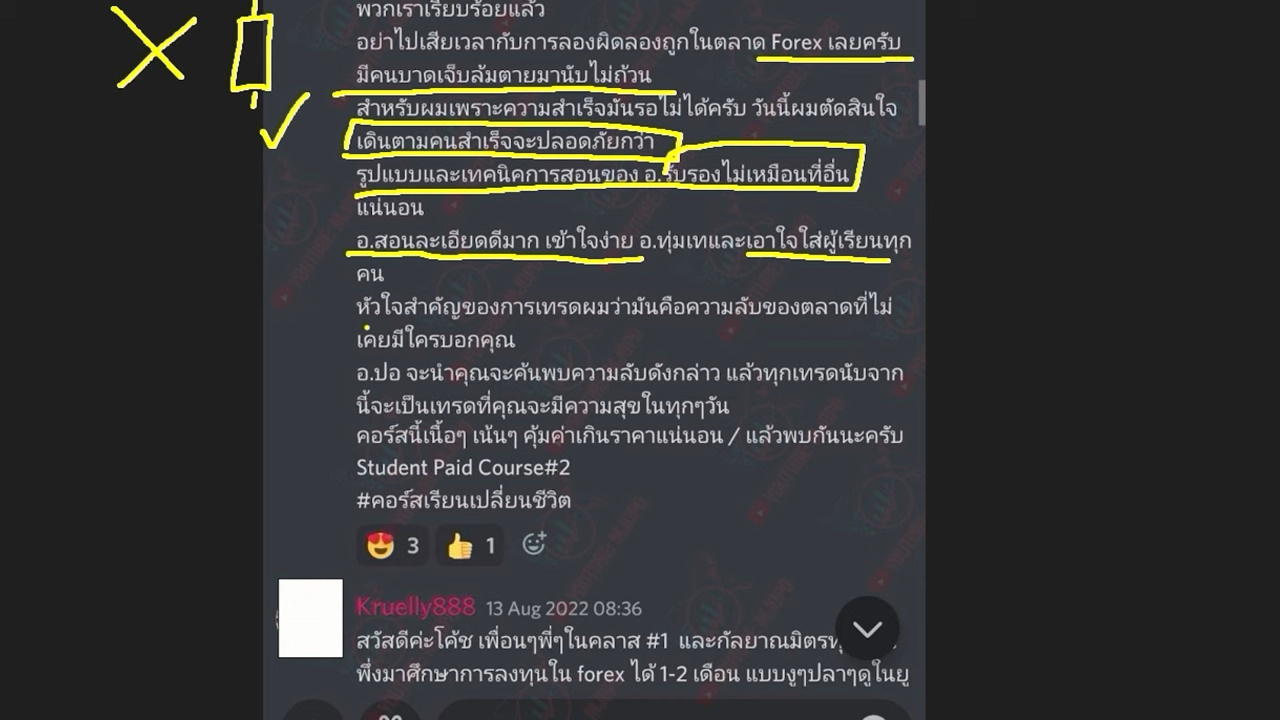 พวกเราเรียบร้อยแล้ว
อย่าไปเสียเวลากับการลองผิดลองถูกในตลาด Forex เลยครับ
มีคนบาดเจ็บล้มตายมานับไม่ถ้วน
สำหรับผมเพราะความสำเร็จมันรอไม่ได้ครับ วันนี้ผมตัดสินใจ
เดินตามคนสำเร็จจะปลอดภัยกว่า
รูปแบบและเทคนิคการสอนของ อ.รับรองไม่เหมือนที่อื่น
แน่นอน
อ.สอนละเอียดดีมาก เข้าใจง่าย อ.ทุ่มเทและเอาใจใส่ผู้เรียนทุก
คน
หัวใจสำคัญของการเทรดผมว่ามันคือความลับของตลาดที่ไม่
เคยมีใครบอกคุณ
อ.ปอ จะนำคุณจะค้นพบความลับดังกล่าว แล้วทุกเทรดนับจาก
นี้จะเป็นเทรดที่คุณจะมีความสุขในทุกๆวัน
คอร์สนี้เนื้อๆ เน้นๆ คุ้มค่าเกินราคาแน่นอน / แล้วพบกันนะครับ
Student Paid Course#2
#คอร์สเรียนเปลี่ยนชีวิต
3 1
Kruelly888 13 Aug 2022 08:36
สวัสดีค่ะโค้ช เพื่อนๆพี่ๆในคลาส #1 และกัลยาณมิตร
พึ่งมาศึกษาการลงทุนใน forex ได้ 1-2 เดือน แบบงูๆปลาๆดูในยู